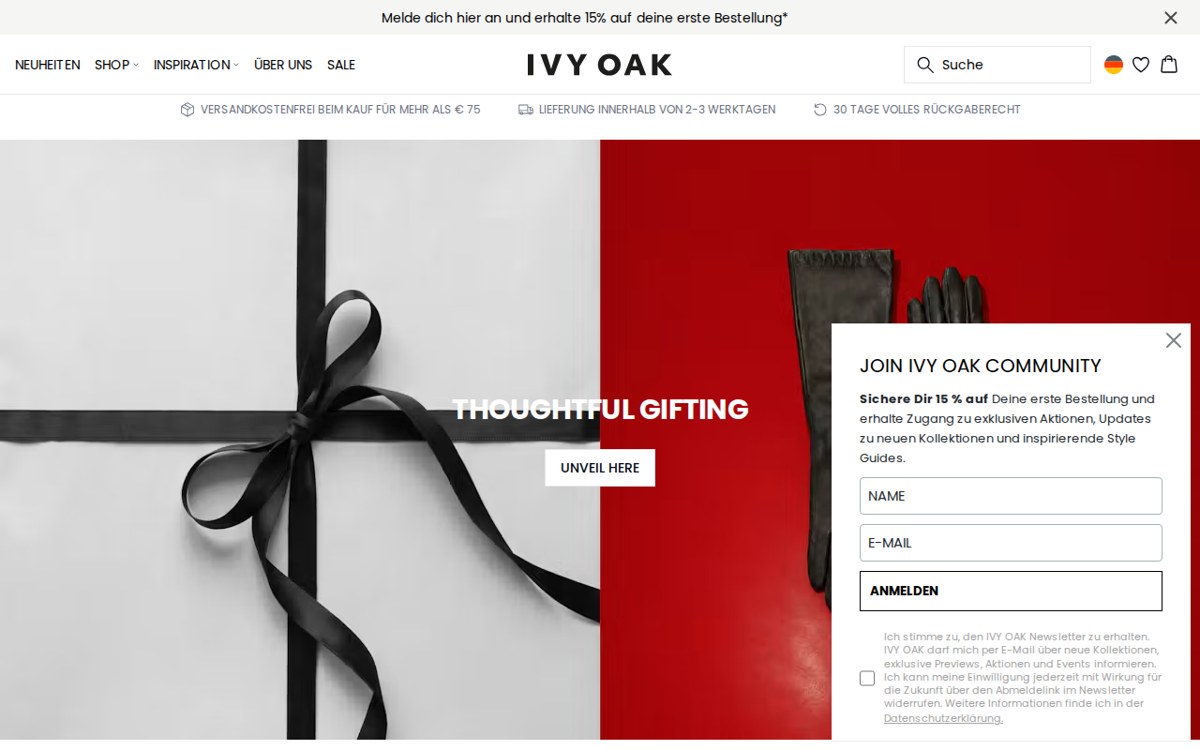 Melde dich hier an und erhalte 15% auf deine erste Bestellung*
NEUHEITEN SHOP INSPIRATION ÜBER UNS SALE
IVY OAK
Suche
VERSANDKOSTENFREI BEIM KAUF FÜR MEHR ALS € 75
LIEFERUNG INNERHALB VON 2-3 WERKTAGEN
30 TAGE VOLLES RÜCKGABERECHT
THOUGHTFUL GIFTING
UNVEIL HERE
JOIN IVY OAK COMMUNITY
Sichere Dir 15 % auf Deine erste Bestellung und
erhalte Zugang zu exklusiven Aktionen, Updates
zu neuen Kollektionen und inspirierende Style
Guides.
NAME
E-MAIL
ANMELDEN
Ich stimme zu, den IVY OAK Newsletter zu erhalten.
IVY OAK darf mich per E-Mail über neue Kollektionen,
exklusive Previews, Aktionen und Events informieren.
Ich kann meine Einwilligung jederzeit mit Wirkung für
die Zukunft über den Abmeldelink im Newsletter
widerrufen. Weitere Informationen finde ich in der
Datenschutzerklärung.